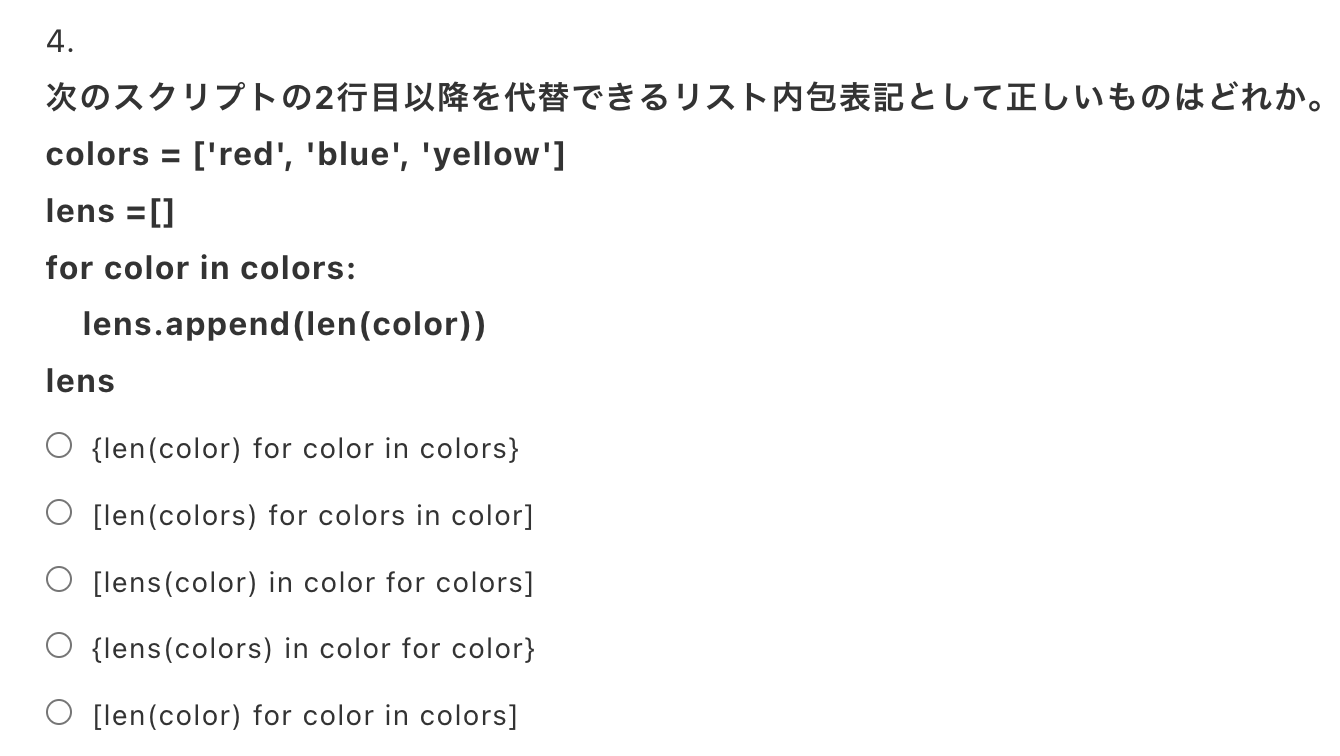 4.
次のスクリプトの2行目以降を代替できるリスト内包表記として正しいものはどれか。
colors = ['red', 'blue', 'yellow']
lens =[]
for color in colors:
    lens.append(len(color))
lens
{len(color) for color in colors}
[len(colors) for colors in color]
[lens(color) in color for colors]
{lens(colors) in color for color}
[len(color) for color in colors]